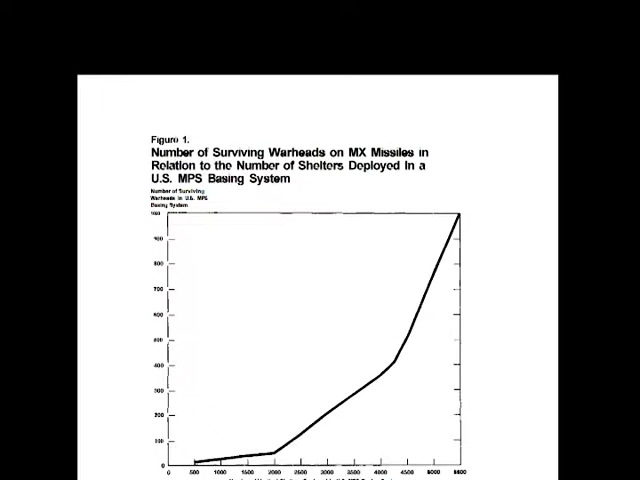 Figure 1.
Number of Surviving Warheads on MX Missiles in
Relation to the Number of Shelters Deployed in a
U.S. MPS Basing System
Number of Surviving
Warheads in U.S. MPS
Basing System
900
800
700
600
500
400
300
200
100
0
0 500 1000 1500 2000 2500 3000 3500 4000 4500 5000 5500